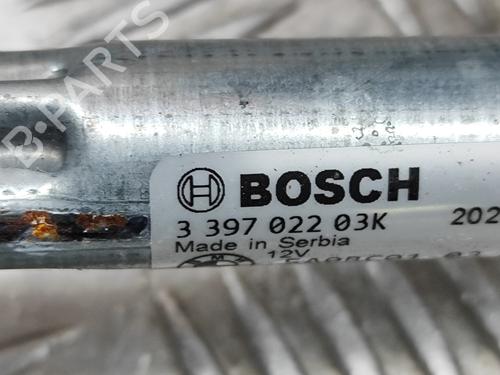 B-PARTS
BOSCH
3 397 022 03K 202
Made in Serbia
12V